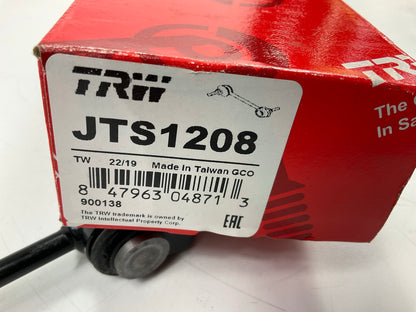 TRW
JTS1208
TW 22/19 Made In Taiwan GCO
8 47963 04871 3
900138
The TRW trademark is owned by
TRW Intellectual Property Corp.
EAC
TRW
The
In Sa